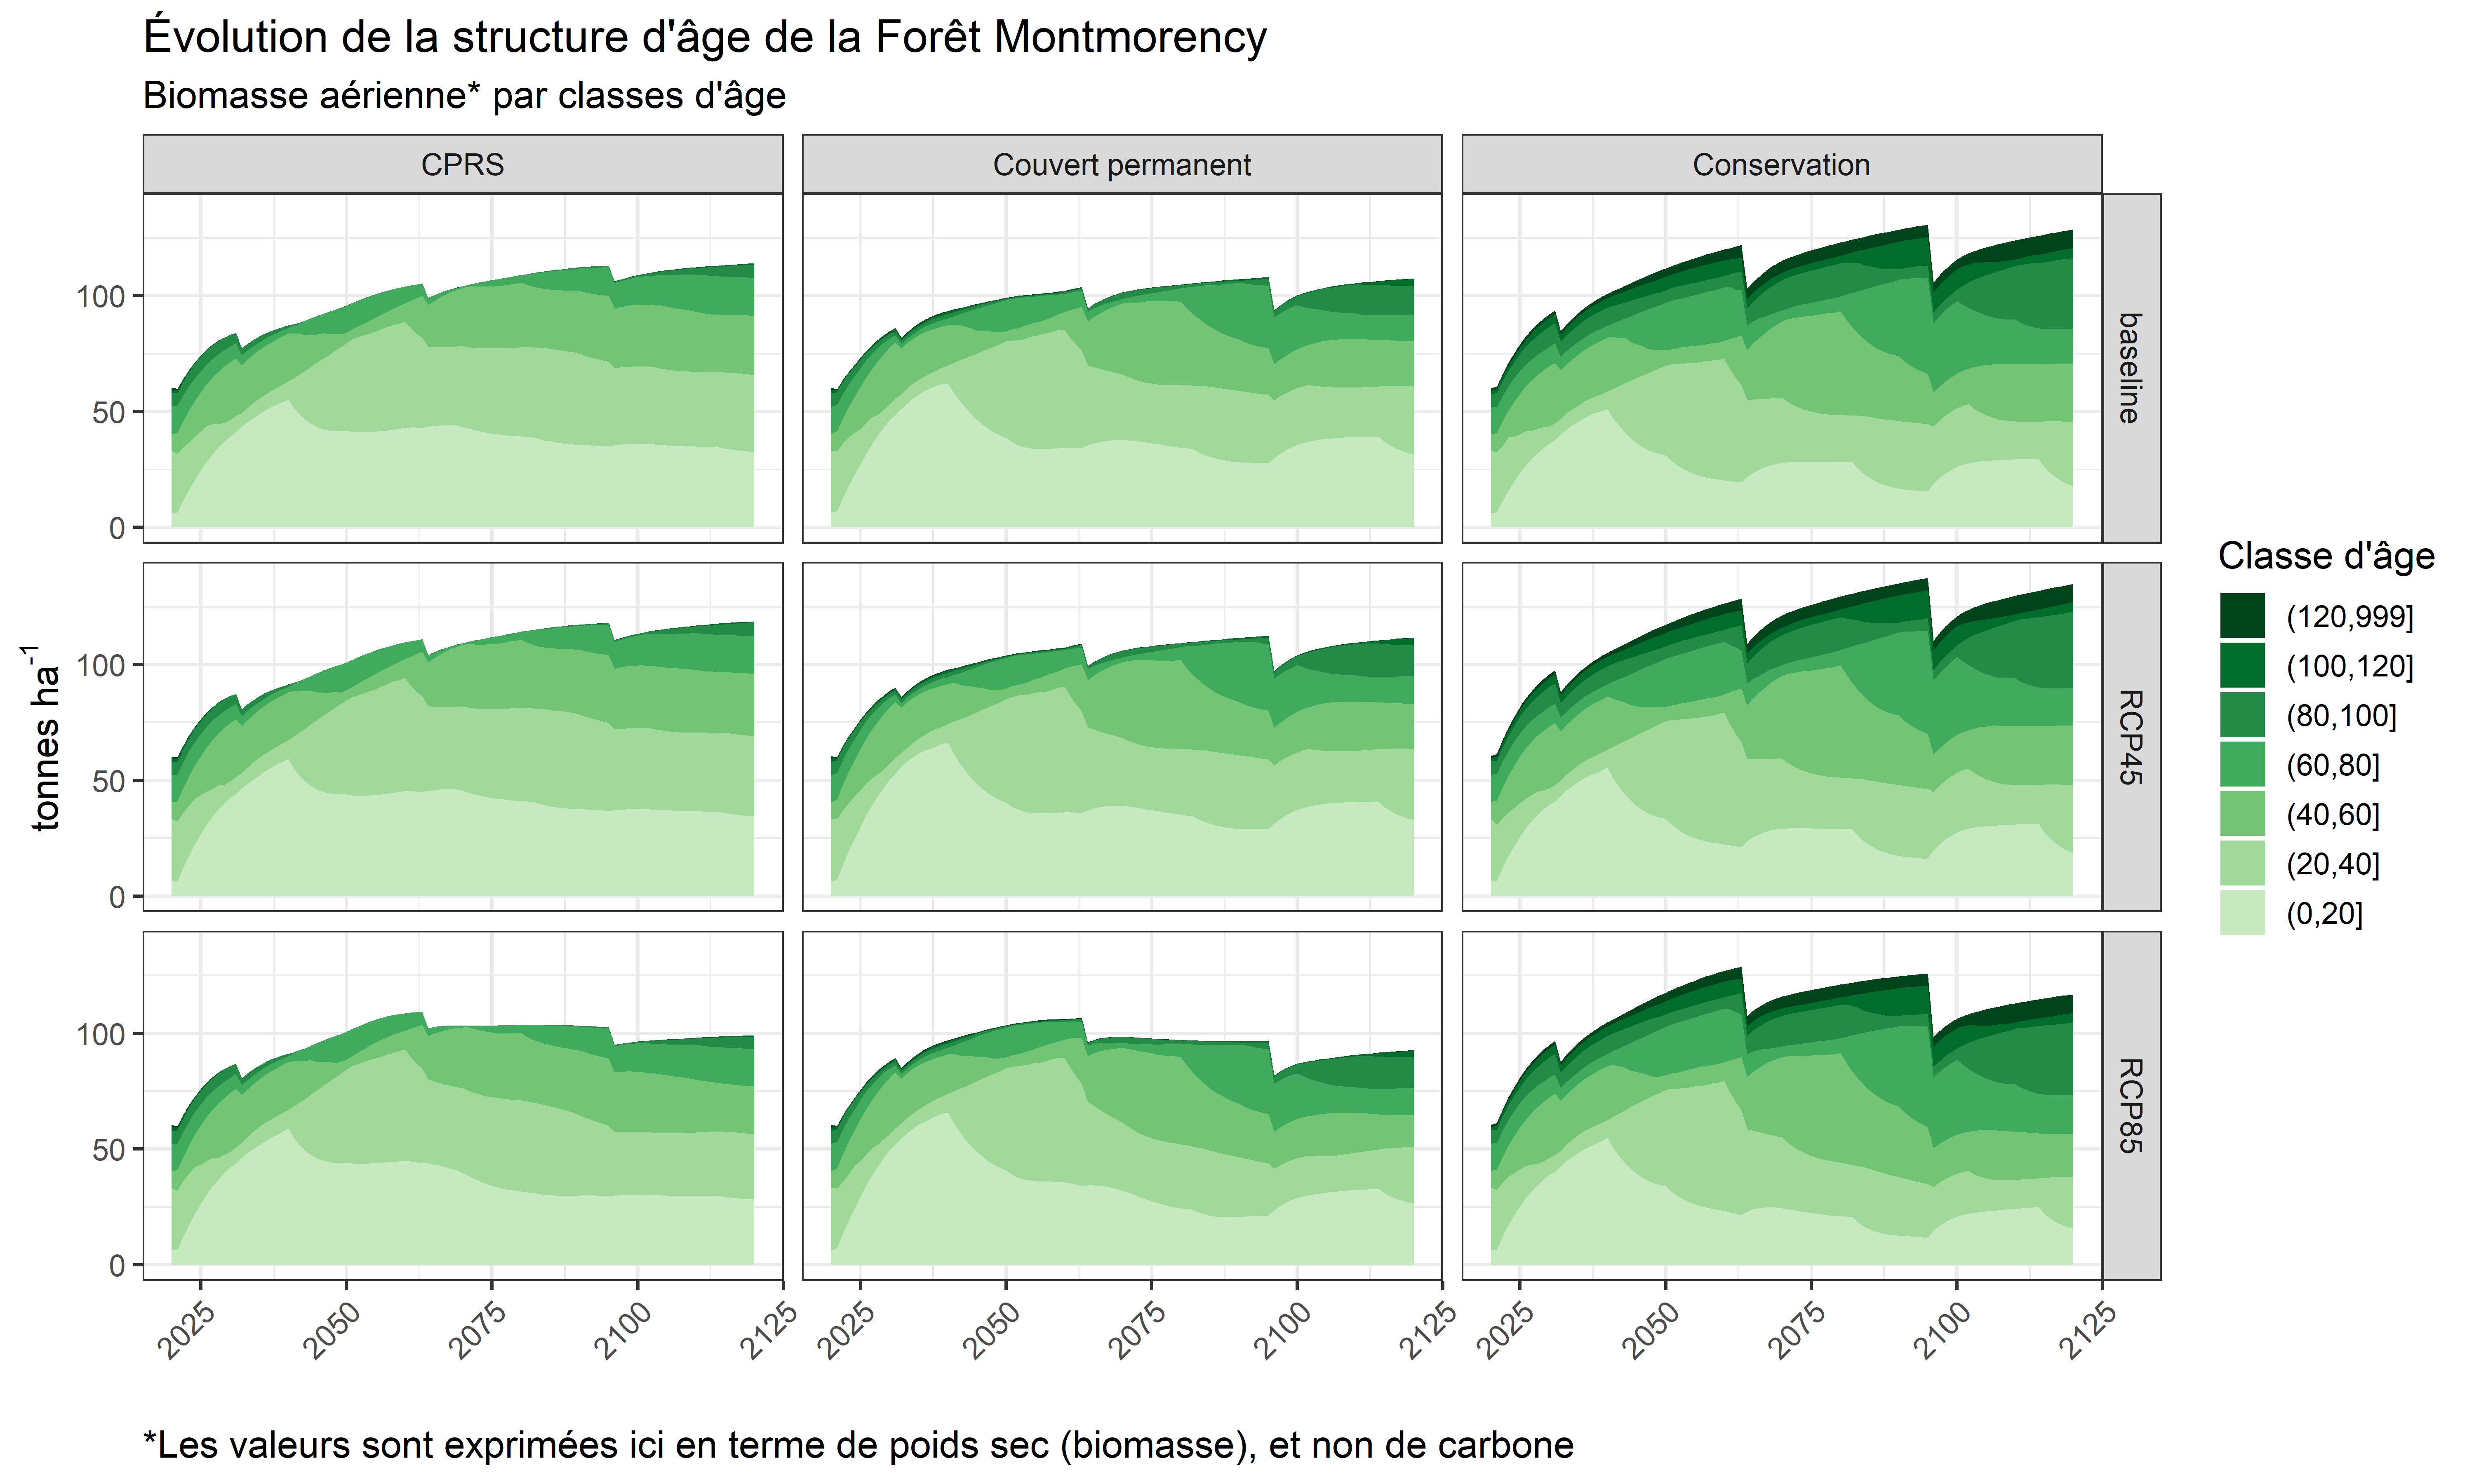 Évolution de la structure d'âge de la Forêt Montmorency
Biomasse aérienne* par classes d'âge
CPRS
Couvert permanent
Conservation
100
50
0
baseline
100
50
0
RCP45
100
50
0
RCP85
tonnes ha-1
2025
2050
2075
2100
2125
2025
2050
2075
2100
2125
2025
2050
2075
2100
2125
Classe d'âge
(120,999]
(100,120]
(80,100]
(60,80]
(40,60]
(20,40]
(0,20]
*Les valeurs sont exprimées ici en terme de poids sec (biomasse), et non de carbone